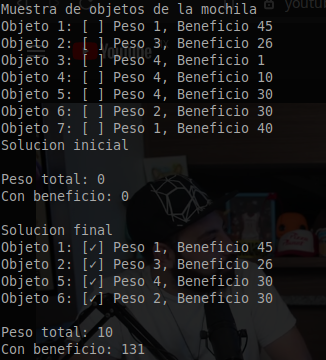 Muestra de objetos de la mochila
Objeto 1: [ ] Peso 1, Beneficio 45
Objeto 2: [ ] Peso 3, Beneficio 26
Objeto 3: [ ] Peso 4, Beneficio 1
Objeto 4: [ ] Peso 4, Beneficio 10
Objeto 5: [ ] Peso 4, Beneficio 30
Objeto 6: [ ] Peso 2, Beneficio 30
Objeto 7: [ ] Peso 1, Beneficio 40
Solucion inicial
Peso total: 0
Con beneficio: 0
Solucion final
Objeto 1: [✓] Peso 1, Beneficio 45
Objeto 2: [✓] Peso 3, Beneficio 26
Objeto 5: [✓] Peso 4, Beneficio 30
Objeto 6: [✓] Peso 2, Beneficio 30
Peso total: 10
Con beneficio: 131